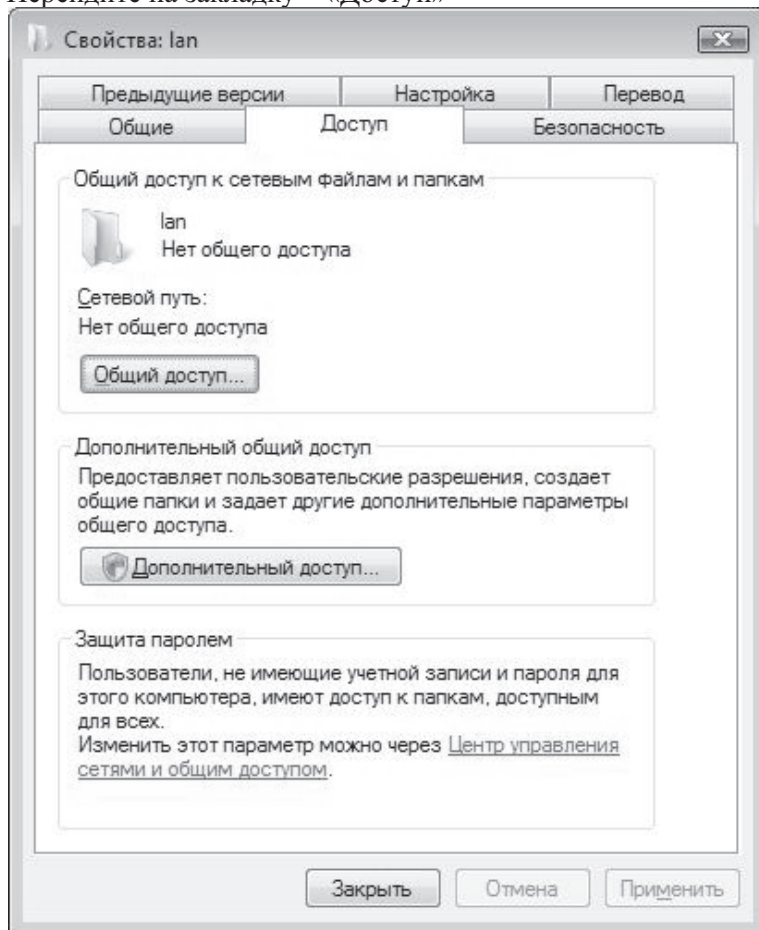 Перейдите на закладку – «Доступ»
Свойства: lan
Предыдущие версии Настройка Перевод
Общие Доступ Безопасность
Общий доступ к сетевым файлам и папкам
lan
Нет общего доступа
Сетевой путь:
Нет общего доступа
Общий доступ...
Дополнительный общий доступ
Предоставляет пользовательские разрешения, создает
общие папки и задает другие дополнительные параметры
общего доступа.
Дополнительный доступ...
Защита паролем
Пользователи, не имеющие учетной записи и пароля для
этого компьютера, имеют доступ к папкам, доступным
для всех.
Изменить этот параметр можно через Центр управления
сетями и общим доступом.
Закрыть Отмена Применить